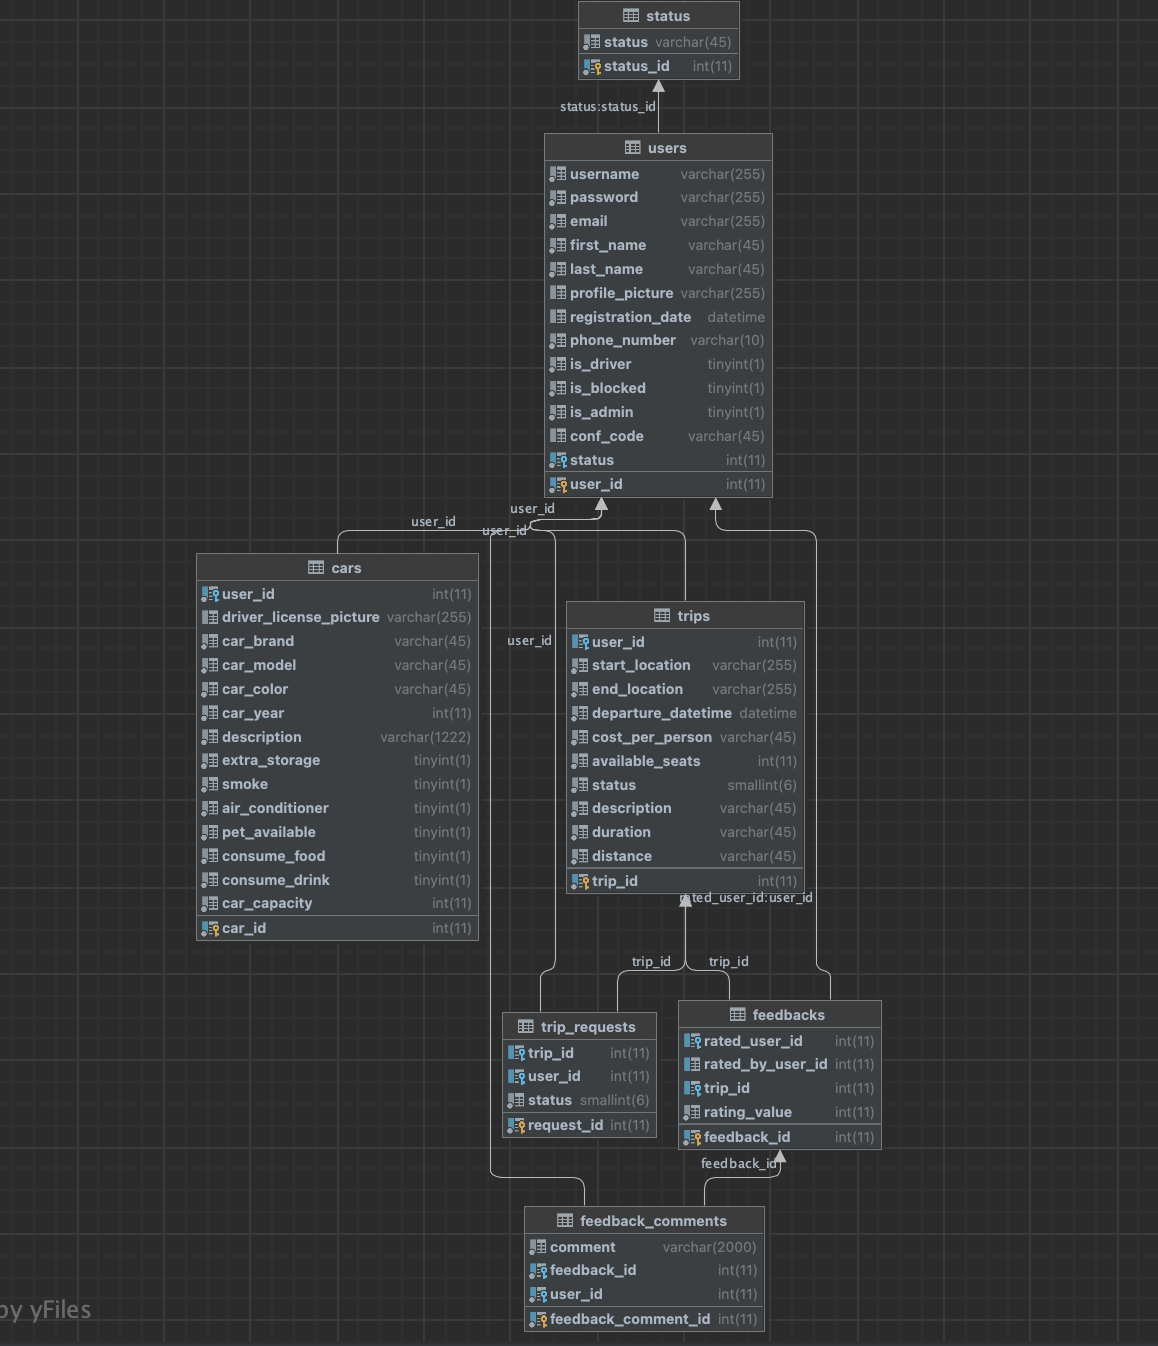 status
status varchar(45)
status_id int(11)
status:status_id
users
username varchar(255)
password varchar(255)
email varchar(255)
first_name varchar(45)
last_name varchar(45)
profile_picture varchar(255)
registration_date datetime
phone_number varchar(10)
is_driver tinyint(1)
is_blocked tinyint(1)
is_admin tinyint(1)
conf_code varchar(45)
status int(11)
user_id int(11)
user_id
user_id
user_id
cars
user_id int(11)
driver_license_picture varchar(255)
car_brand varchar(45)
car_model varchar(45)
car_color varchar(45)
car_year int(11)
description varchar(1222)
extra_storage tinyint(1)
smoke tinyint(1)
air_conditioner tinyint(1)
pet_available tinyint(1)
consume_food tinyint(1)
consume_drink tinyint(1)
car_capacity int(11)
car_id int(11)
user_id
trips
user_id int(11)
start_location varchar(255)
end_location varchar(255)
departure_datetime datetime
cost_per_person varchar(45)
available_seats int(11)
status smallint(6)
description varchar(45)
duration varchar(45)
distance varchar(45)
trip_id int(11)
rated_user_id:user_id
trip_id
trip_id
trip_requests
trip_id int(11)
user_id int(11)
status smallint(6)
request_id int(11)
feedbacks
rated_user_id int(11)
rated_by_user_id int(11)
trip_id int(11)
rating_value int(11)
feedback_id int(11)
feedback_id
feedback_comments
comment varchar(2000)
feedback_id int(11)
user_id int(11)
feedback_comment_id int(11)
by yFiles